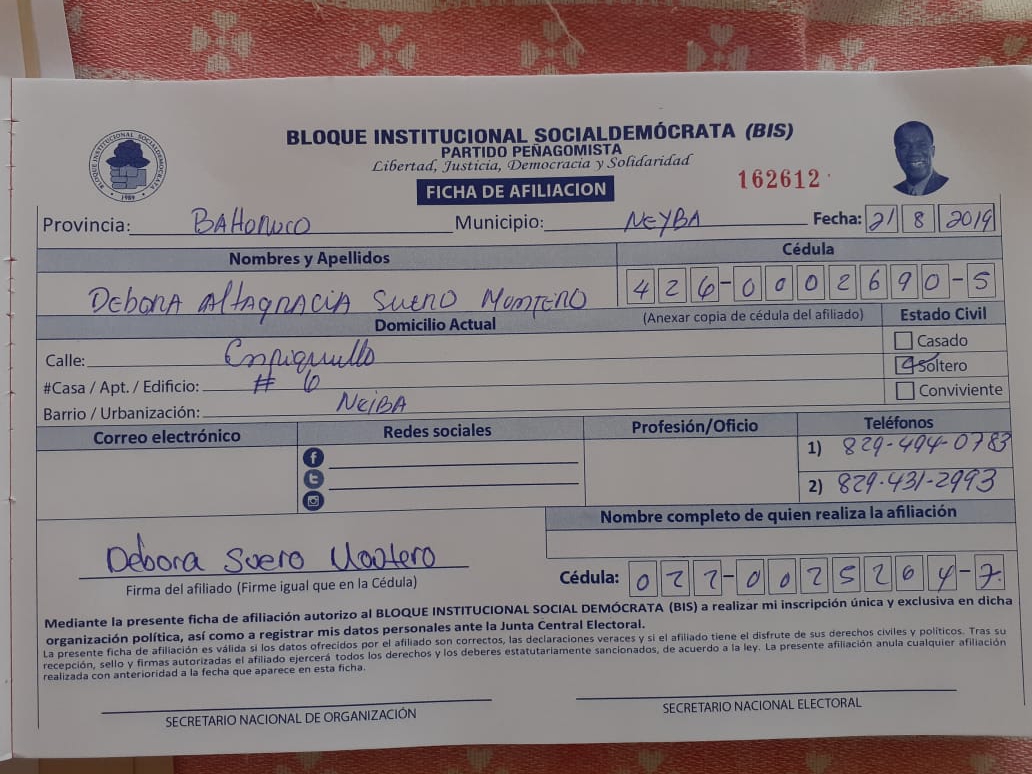 BLOQUE INSTITUCIONAL SOCIALDEMÓCRATA (BIS)
PARTIDO PEÑAGOMISTA
Libertad, Justicia, Democracia y Solidaridad
FICHA DE AFILIACION
162612
BLOQUE INSTITUCIONAL SOCIALDEMOCRATA
1989
Provincia: BAHORUCO Municipio: NEYBA Fecha: 21 8 2019
Nombres y Apellidos Cédula
DEBORA ALTAGRACIA SUERO MONTERO 426-0002690-5
Domicilio Actual (Anexar copia de cédula del afiliado) Estado Civil
Calle: Enriquillo Casado
#Casa / Apt. / Edificio: # 6 Soltero
Barrio / Urbanización: NEIBA Conviviente
Correo electrónico Redes sociales Profesión/Oficio Teléfonos
1) 829-494-0783
2) 829-431-2993
Nombre completo de quien realiza la afiliación
Debora Suero Montero
Firma del afiliado (Firme igual que en la Cédula) Cédula: 022-0025264-7
Mediante la presente ficha de afiliación autorizo al BLOQUE INSTITUCIONAL SOCIAL DEMÓCRATA (BIS) a realizar mi inscripción única y exclusiva en dicha
organización política, así como a registrar mis datos personales ante la Junta Central Electoral.
La presente ficha de afiliación es válida si los datos ofrecidos por el afiliado son correctos, las declaraciones veraces y si el afiliado tiene el disfrute de sus derechos civiles y políticos. Tras su
recepción, sello y firmas autorizadas el afiliado ejercerá todos los derechos y los deberes estatutariamente sancionados, de acuerdo a la ley. La presente afiliación anula cualquier afiliación
realizada con anterioridad a la fecha que aparece en esta ficha.
SECRETARIO NACIONAL DE ORGANIZACIÓN SECRETARIO NACIONAL ELECTORAL